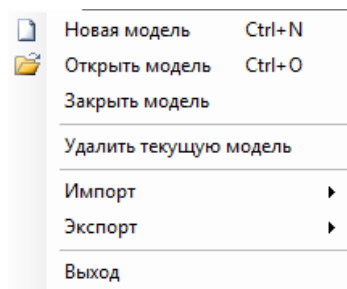 Новая модель Ctrl+N
Открыть модель Ctrl+O
Закрыть модель
Удалить текущую модель
Импорт
Экспорт
Выход